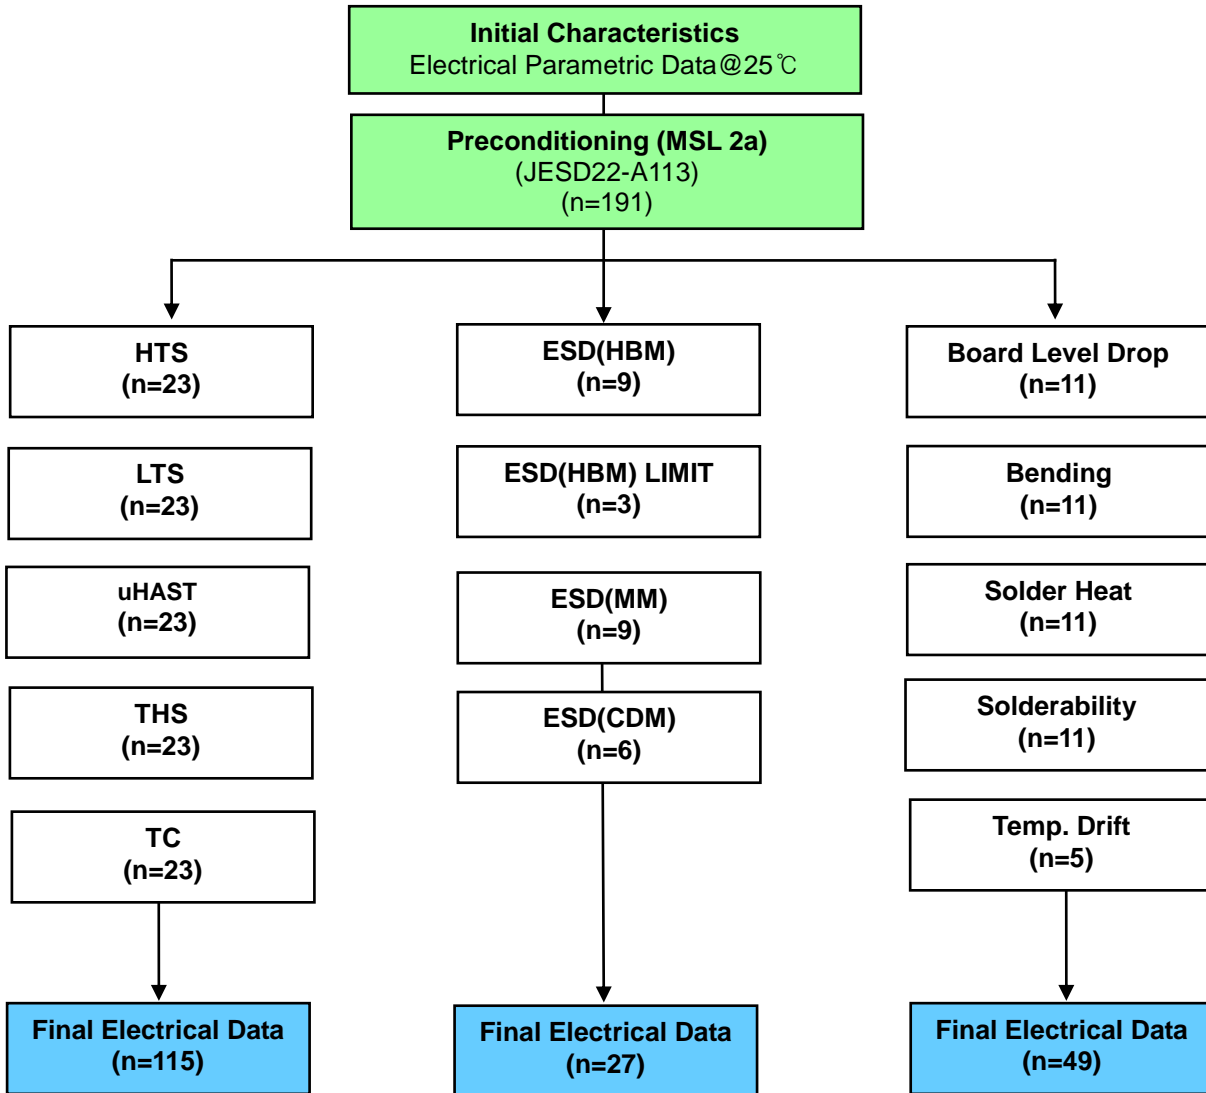 Initial Characteristics
Electrical Parametric Data@25℃
Preconditioning (MSL 2a)
(JESD22-A113)
(n=191)
HTS
(n=23)
LTS
(n=23)
uHAST
(n=23)
THS
(n=23)
TC
(n=23)
Final Electrical Data
(n=115)
ESD(HBM)
(n=9)
ESD(HBM) LIMIT
(n=3)
ESD(MM)
(n=9)
ESD(CDM)
(n=6)
Final Electrical Data
(n=27)
Board Level Drop
(n=11)
Bending
(n=11)
Solder Heat
(n=11)
Solderability
(n=11)
Temp. Drift
(n=5)
Final Electrical Data
(n=49)